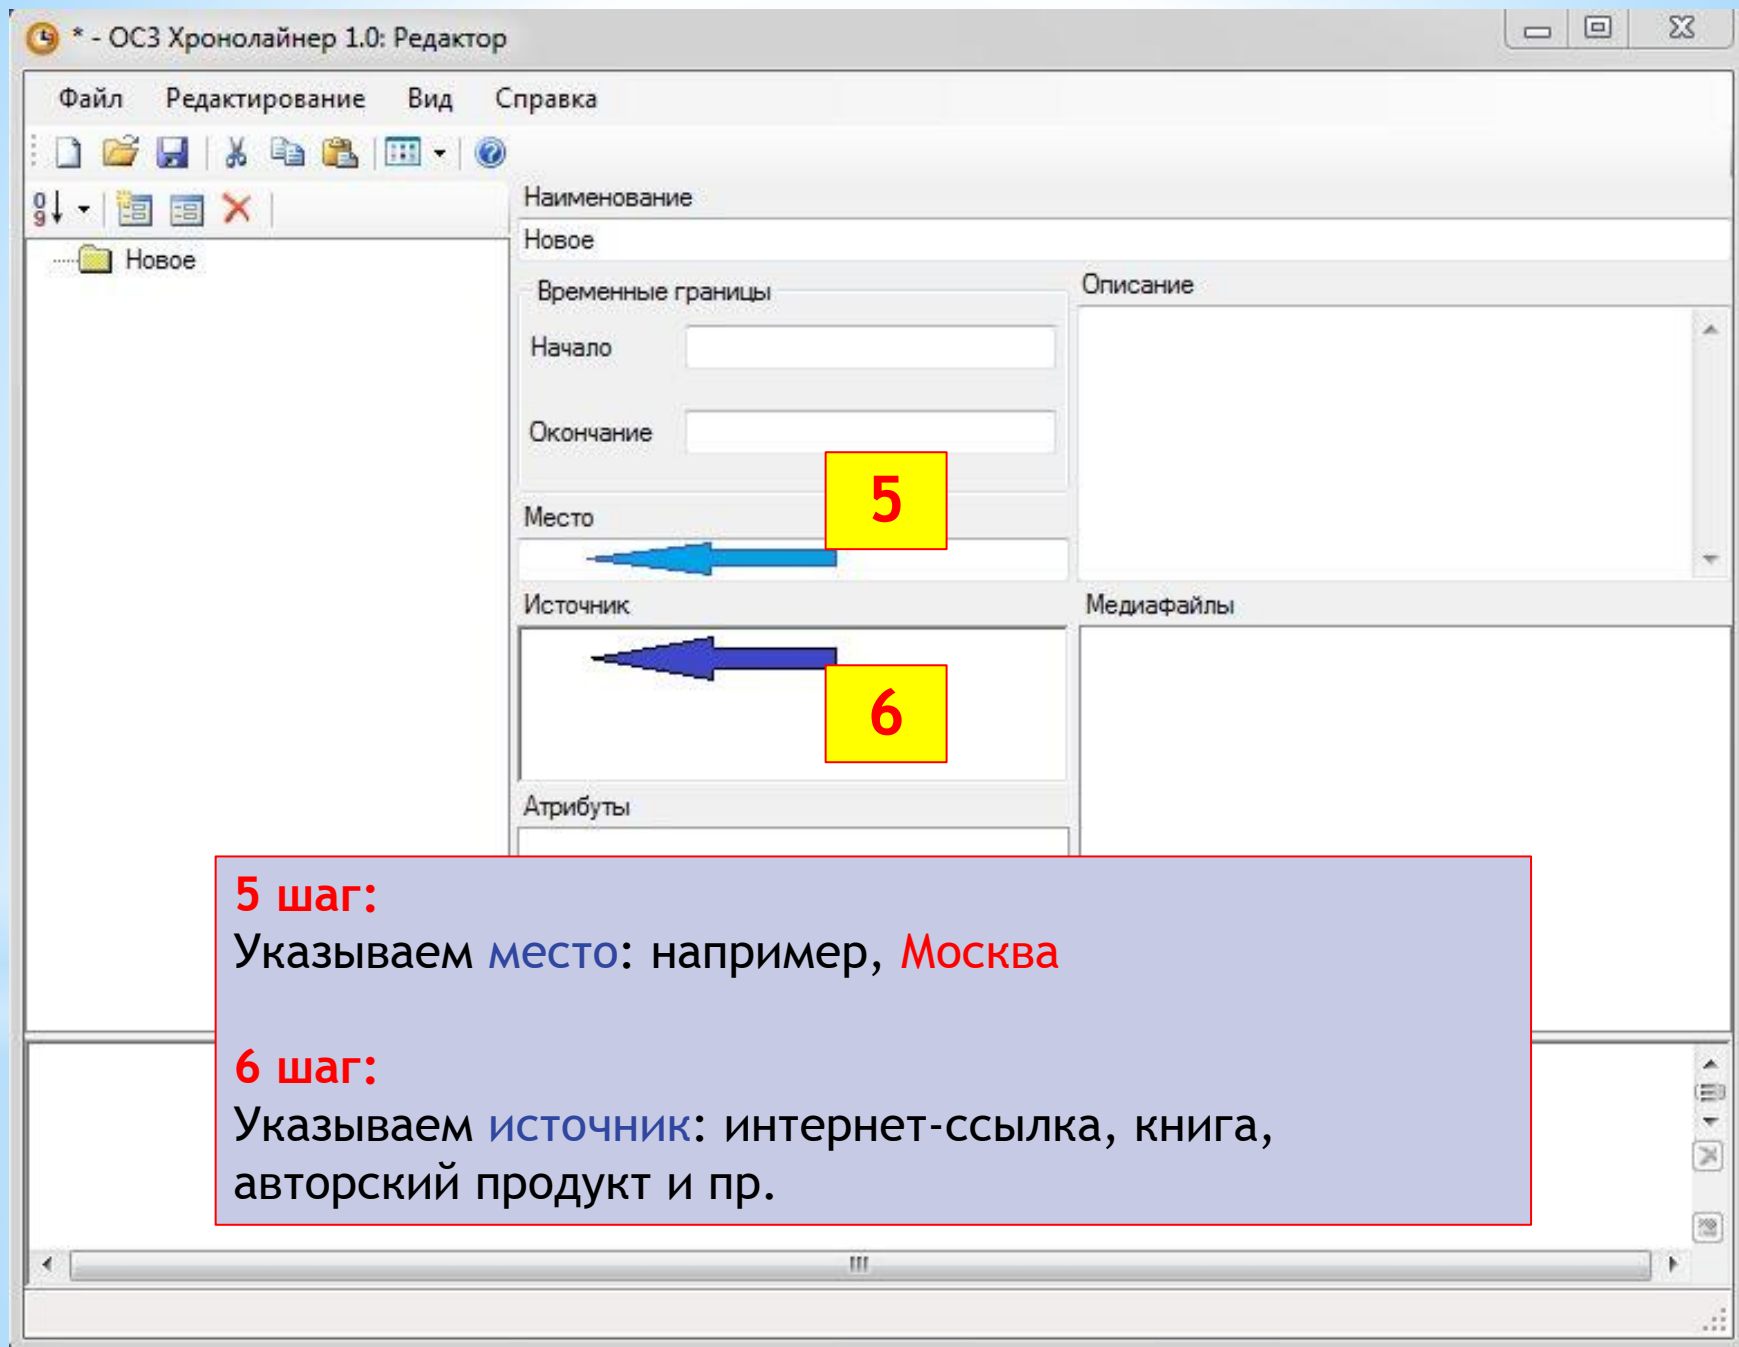 * - ОС3 Хронолайнер 1.0: Редактор
Файл Редактирование Вид Справка
Наименование
Новое
Новое
Временные границы
Описание
Начало
Окончание
5
Место
Источник
Медиафайлы
6
Атрибуты
5 шаг:
Указываем место: например, Москва
6 шаг:
Указываем источник: интернет-ссылка, книга,
авторский продукт и пр.